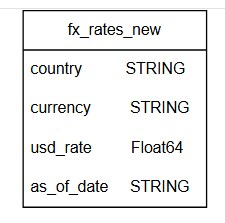 fx_rates_new
country STRING
currency STRING
usd_rate Float64
as_of_date STRING